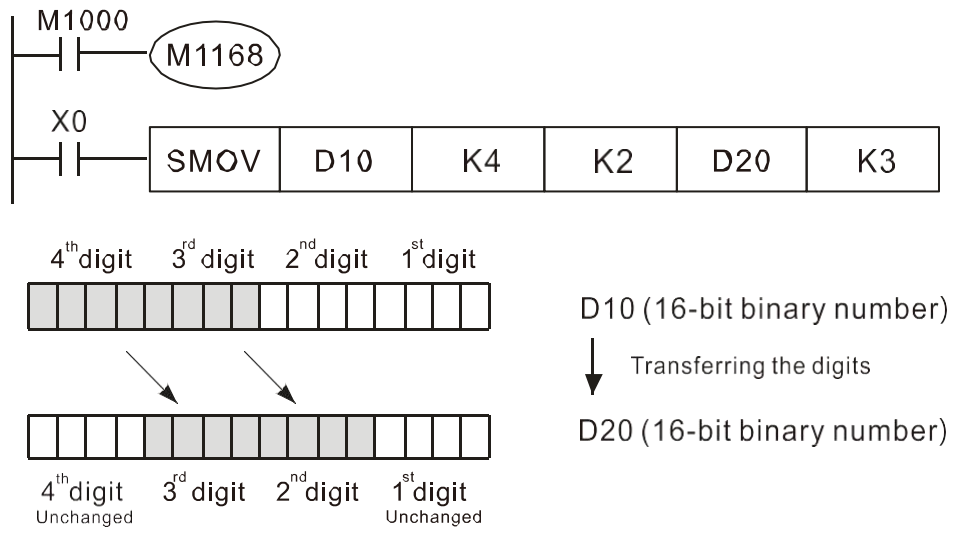 M1000
M1168
X0
SMOV D10 K4 K2 D20 K3
4th digit 3rd digit 2nd digit 1st digit
D10 (16-bit binary number)
Transferring the digits
D20 (16-bit binary number)
4th digit 3rd digit 2nd digit 1st digit
Unchanged Unchanged